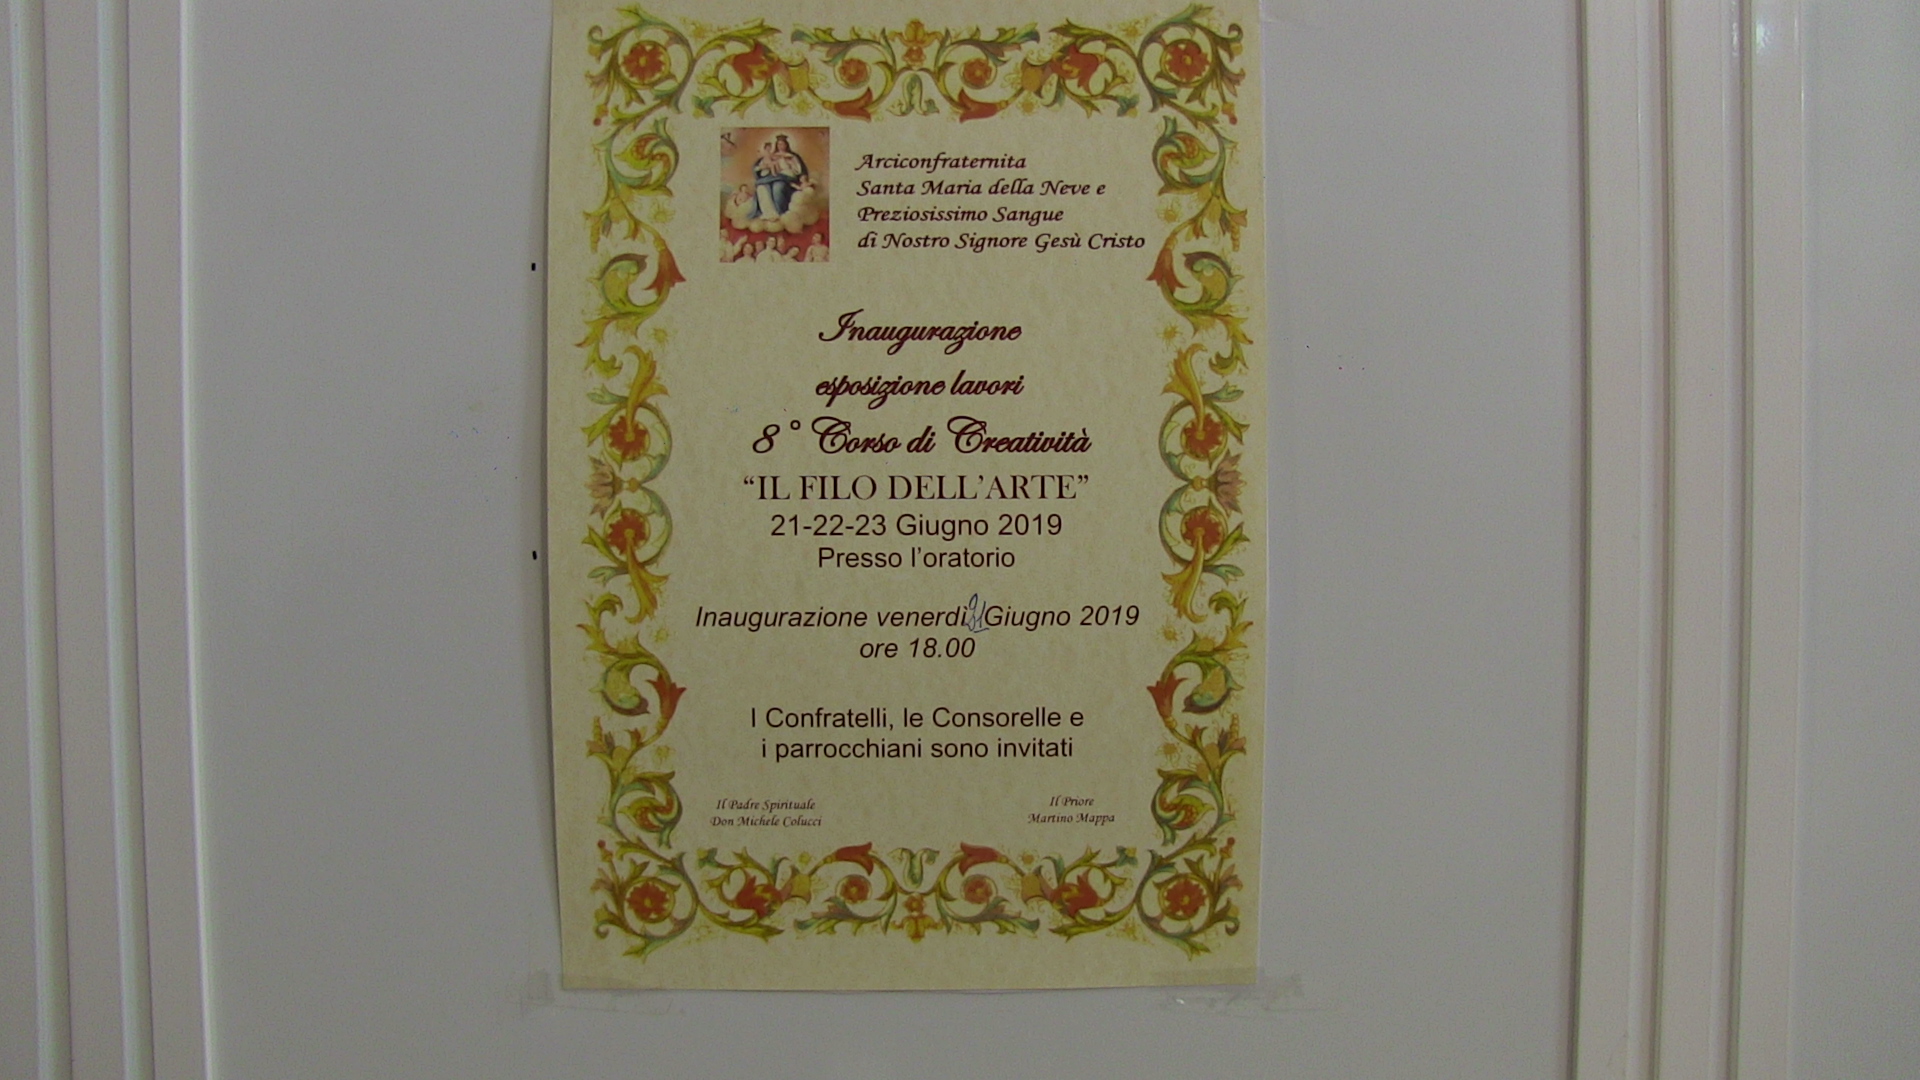 Arciconfraternita
Santa Maria della Neve e
Preziosissimo Sangue
di Nostro Signore Gesù Cristo
Inaugurazione
esposizione lavori
8° Corso di Creatività
“IL FILO DELL’ARTE”
21-22-23 Giugno 2019
Presso l’oratorio
Inaugurazione venerdì 21 Giugno 2019
ore 18.00
I Confratelli, le Consorelle e
i parrocchiani sono invitati
Il Padre Spirituale
Don Michele Colucci
Il Priore
Martino Mappa